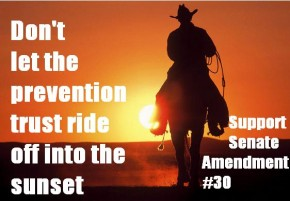 Don't
let the
prevention
trust ride
off into the
sunset
Support
Senate
Amendment
#30